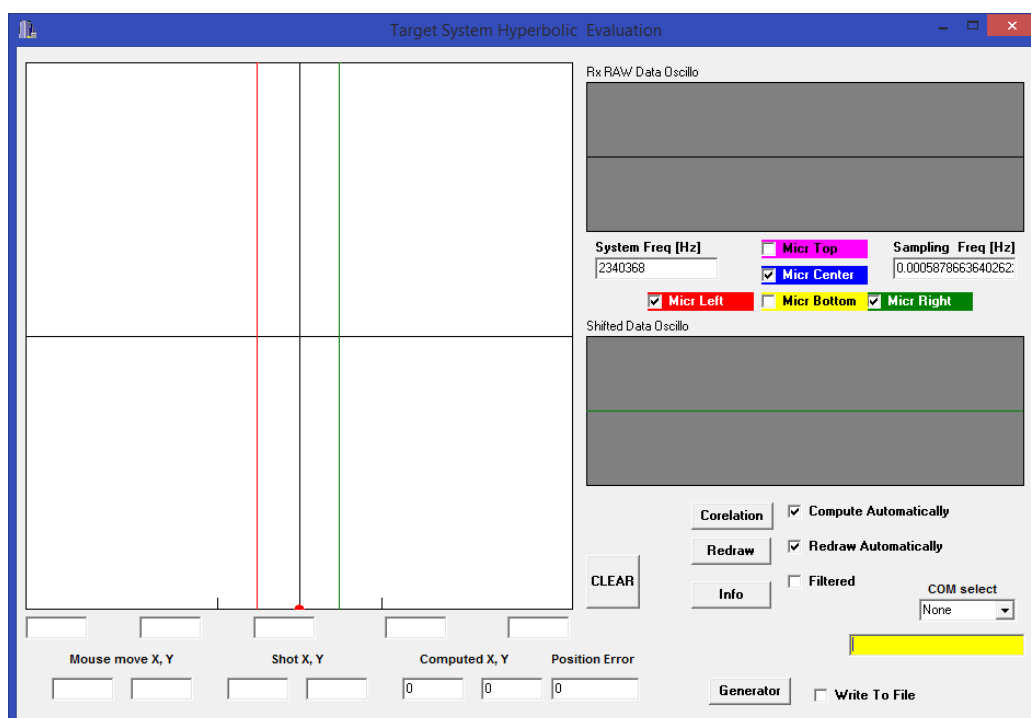 Target System Hyperbolic Evaluation
Rx RAW Data Oscillo
System Freq [Hz]
Micr Top
Sampling Freq [Hz]
2340368
Micr Center
0.0005878663640262
Micr Left
Micr Bottom
Micr Right
Shifted Data Oscillo
Corelation
Compute Automatically
Redraw
Redraw Automatically
CLEAR
Info
Filtered
COM select
None
Mouse move X, Y
Shot X, Y
Computed X, Y
Position Error
0
0
0
Generator
Write To File